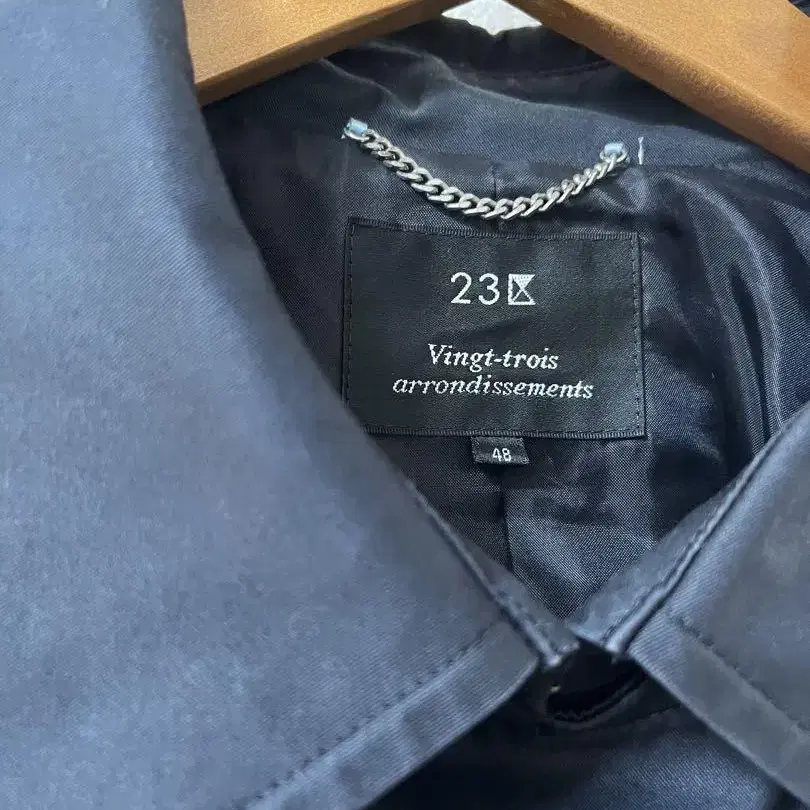 23区
Vingt-trois
arrondissements
48